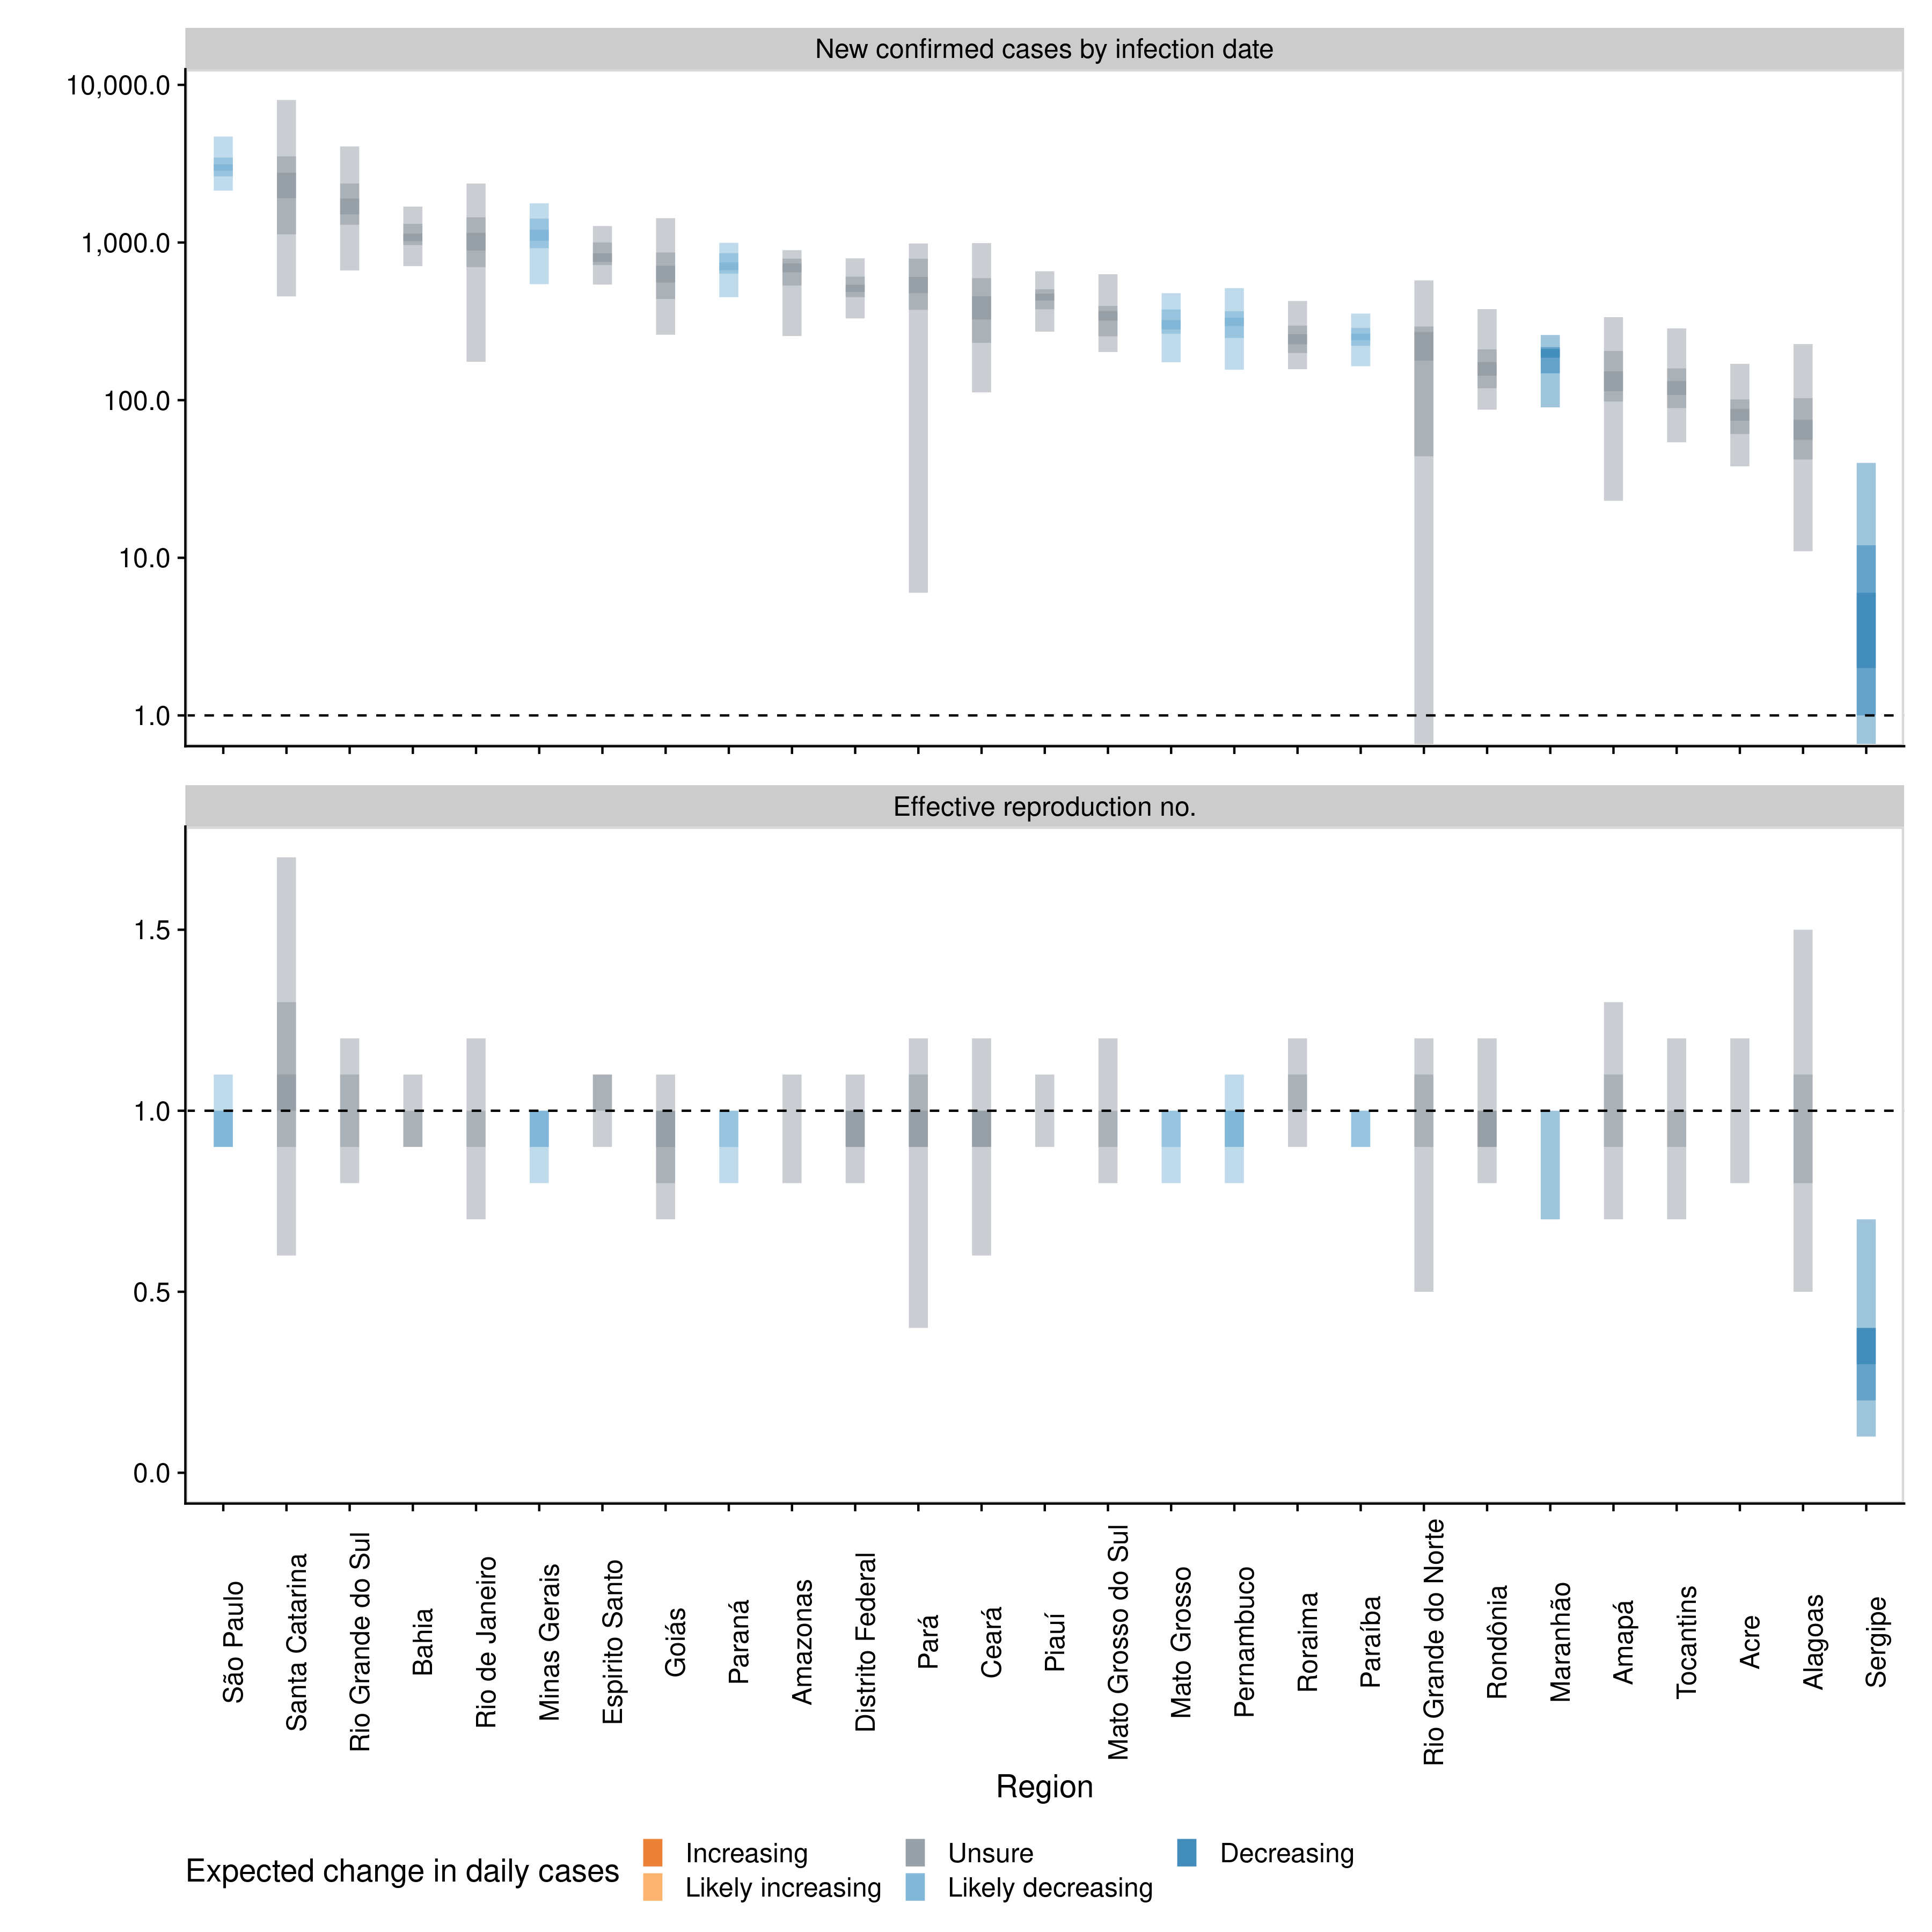 New confirmed cases by infection date
10,000.0
1,000.0
100.0
10.0
1.0
Effective reproduction no.
1.5
1.0
0.5
0.0
São Paulo
Santa Catarina
Rio Grande do Sul
Bahia
Rio de Janeiro
Minas Gerais
Espirito Santo
Goiás
Paraná
Amazonas
Distrito Federal
Pará
Ceará
Piauí
Mato Grosso do Sul
Mato Grosso
Pernambuco
Roraima
Paraíba
Rio Grande do Norte
Rondônia
Maranhão
Amapá
Tocantins
Acre
Alagoas
Sergipe
Region
Expected change in daily cases
Increasing
Likely increasing
Unsure
Likely decreasing
Decreasing